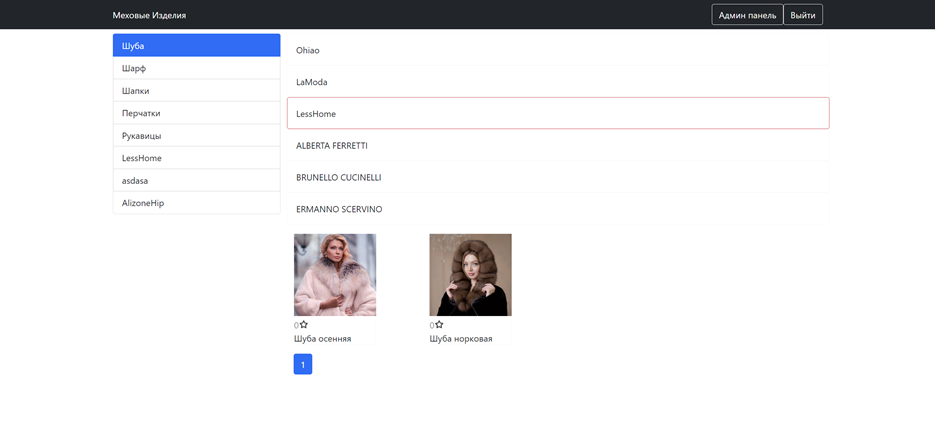 Меховые Изделия
Админ панель
Выйти
Шуба
Шарф
Шапки
Перчатки
Рукавицы
LessHome
asdasa
AlizoneHip
Ohiao
LaModa
LessHome
ALBERTA FERRETTI
BRUNELLO CUCINELLI
ERMANNO SCERVINO
0
Шуба осенняя
0
Шуба норковая
1